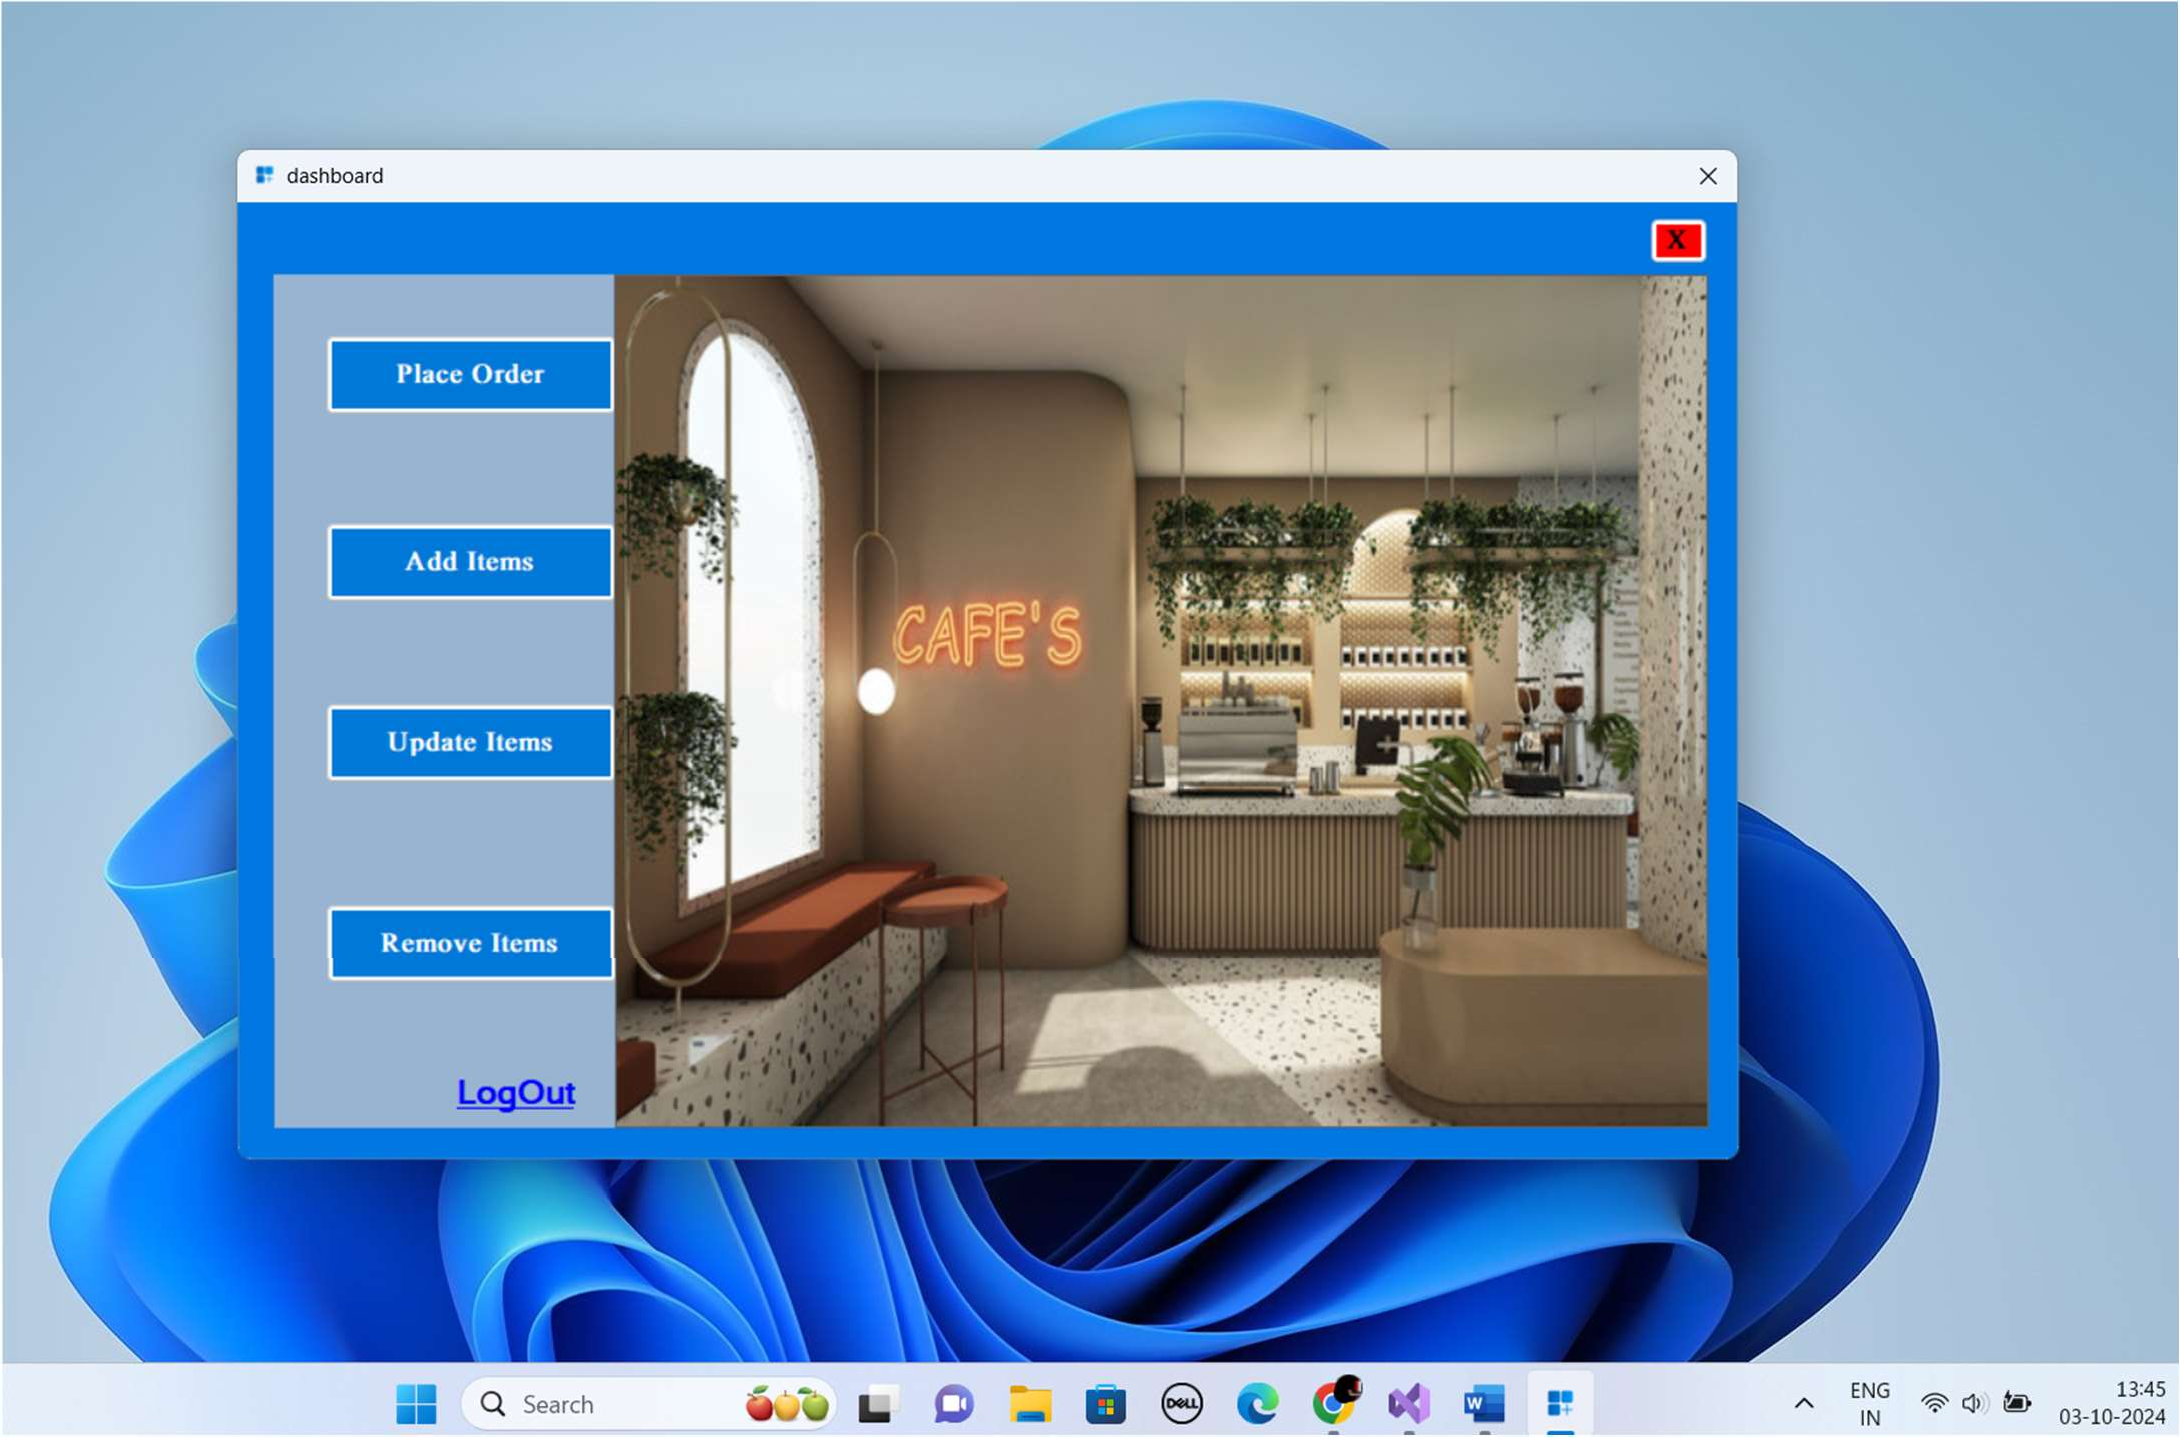 dashboard
X
Place Order
Add Items
Update Items
Remove Items
LogOut
CAFE'S
Search
DELL
W
ENG
IN
13:45
03-10-2024